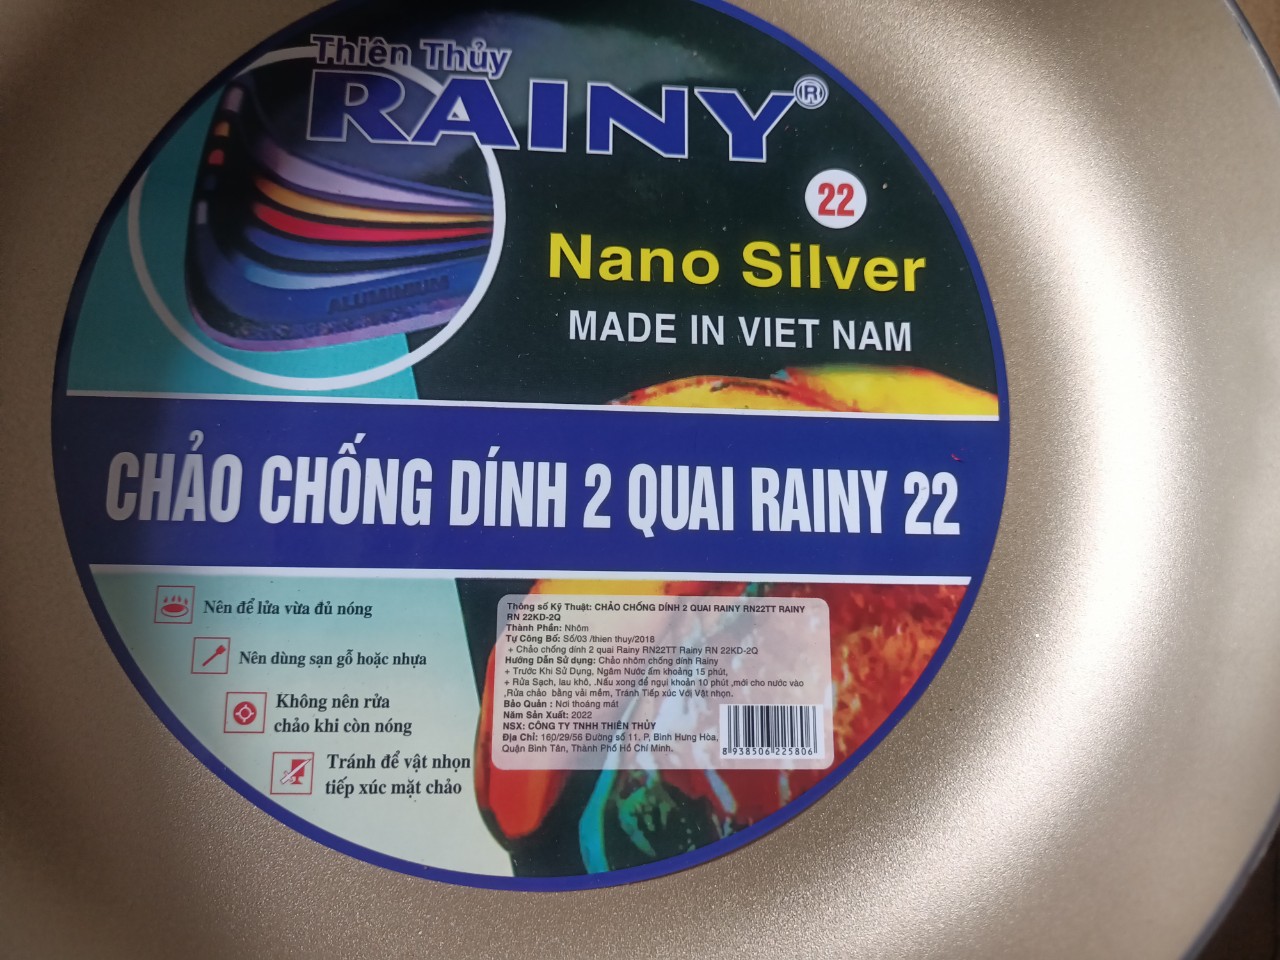 Thiên Thủy
RAINY®
22
Nano Silver
MADE IN VIET NAM
ALUMINIUM
CHẢO CHỐNG DÍNH 2 QUAI RAINY 22
Nên để lửa vừa đủ nóng
Nên dùng sạn gỗ hoặc nhựa
Không nên rửa
chảo khi còn nóng
Tránh để vật nhọn
tiếp xúc mặt chảo
Thông số Kỹ Thuật: CHẢO CHỐNG DÍNH 2 QUAI RAINY RN22TT RAINY
RN 22KD-2Q
Thành Phần: Nhôm
Tự Công Bố: Số/03 /thien thuy/2018
+ Chảo chống dính 2 quai Rainy RN22TT Rainy RN 22KD-2Q
Hướng Dẫn Sử dụng: Chảo nhôm chống dính Rainy
+ Trước Khi Sử Dụng, Ngâm Nước ấm khoảng 15 phút,
+ Rửa Sạch, lau khô, .Nấu xong để nguị khoản 10 phút ,mới cho nước vào
,Rửa chảo bằng vải mềm, Tránh Tiếp xúc Với Vật nhọn.
Bảo Quản : Nơi thoáng mát
Năm Sản Xuất: 2022
NSX: CÔNG TY TNHH THIÊN THỦY
Địa Chỉ: 160/29/56 Đường số 11, P, Bình Hưng Hòa,
Quận Bình Tân, Thành Phố Hồ Chí Minh.
8 938506 225806